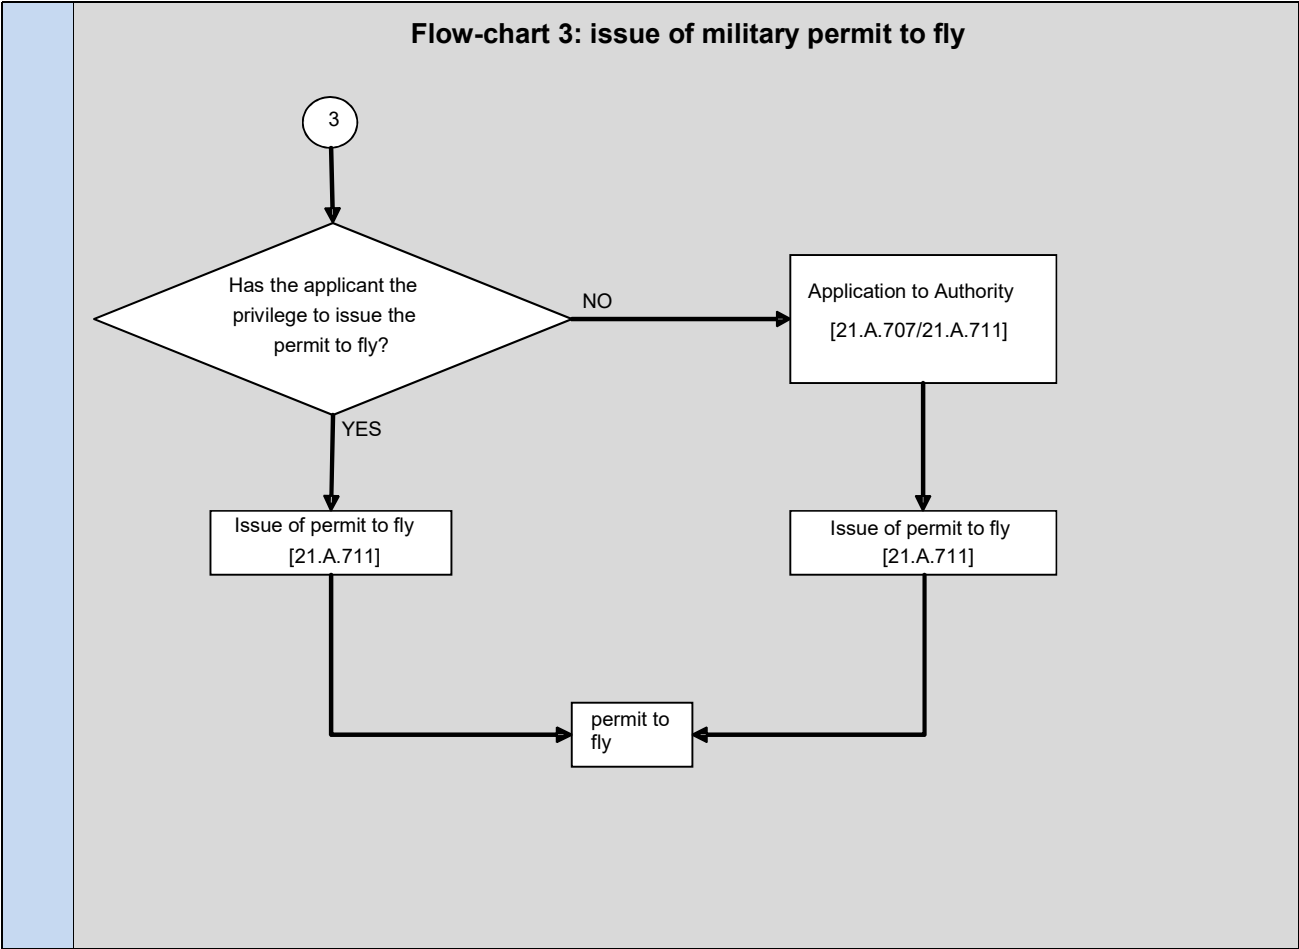 Flow-chart 3: issue of military permit to fly
3
Has the applicant the
privilege to issue the
permit to fly?
NO
Application to Authority
[21.A.707/21.A.711]
YES
Issue of permit to fly
[21.A.711]
Issue of permit to fly
[21.A.711]
permit to
fly